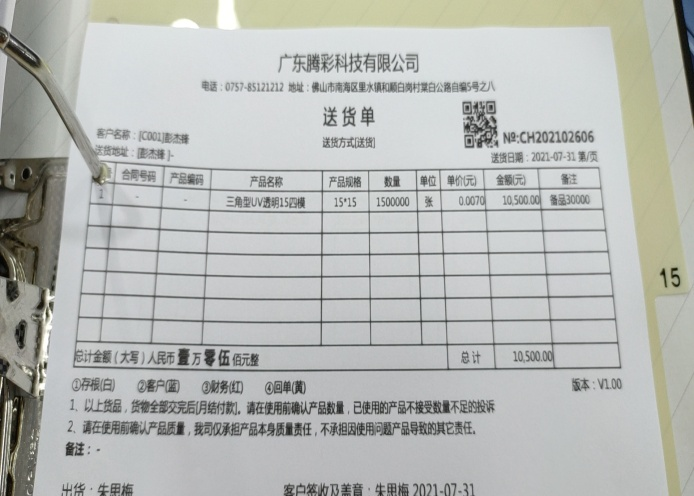 广东腾彩科技有限公司
电话：0757-85121212 地址：佛山市南海区里水镇和顺白岗村棠白公路自编5号之八
送货单
客户名称：[C001]彭杰锋
送货方式[送货]
№:CH202102606
送货地址：[彭杰锋]-
送货日期：2021-07-31 第/页
合同号码 产品编码 产品名称 产品规格 数量 单位 单价(元) 金额(元) 备注
1 - - 三角型UV透明15四模 15*15 1500000 张 0.0070 10,500.00 备品30000
总计金额（大写）人民币 壹万零伍佰元整 总计 10,500.00
①存根(白) ②客户(蓝) ③财务(红) ④回单(黄) 版本：V1.00
1、以上货品，货物全部交完后[月结付款]。请在使用前确认产品数量，已使用的产品不接受数量不足的投诉
2、请在使用前确认产品质量，我司仅承担产品本身质量责任，不承担因使用问题产品导致的其它责任。
备注：-
出货：朱思梅 客户签收及盖章：朱思梅 2021-07-31
15